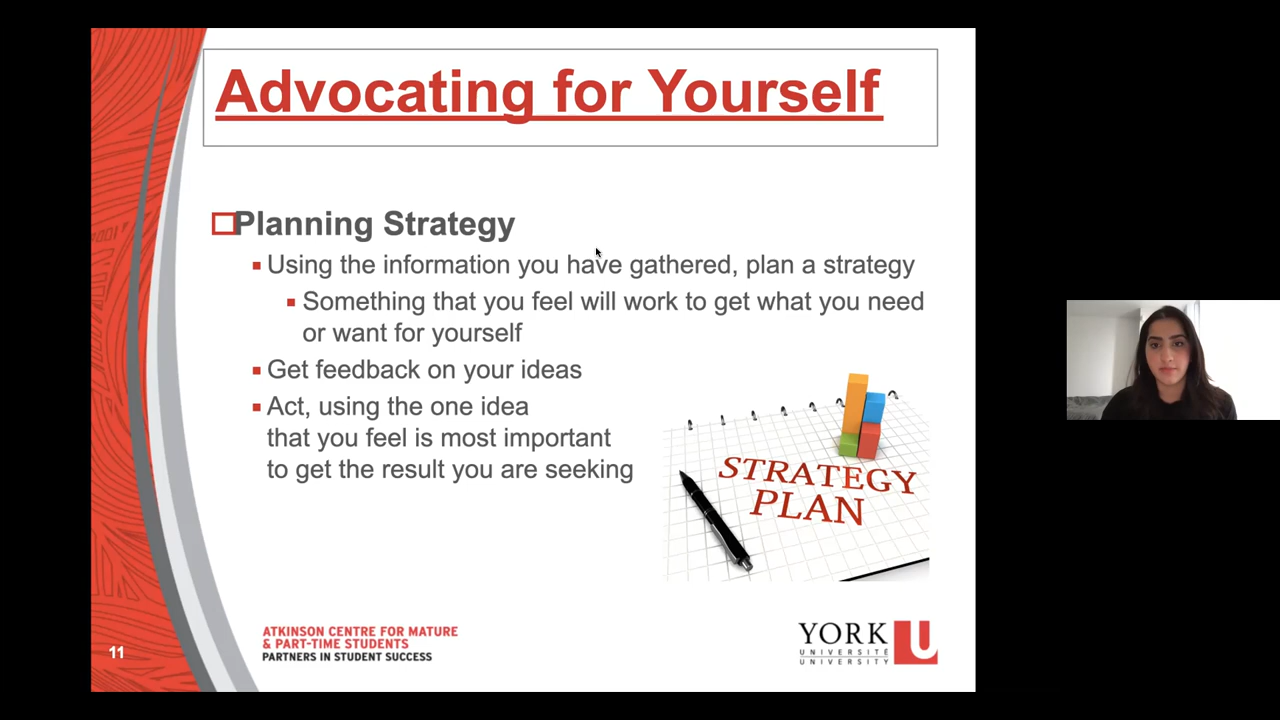 Advocating for Yourself
Planning Strategy
Using the information you have gathered, plan a strategy
Something that you feel will work to get what you need
or want for yourself
Get feedback on your ideas
Act, using the one idea
that you feel is most important
to get the result you are seeking
STRATEGY
PLAN
ATKINSON CENTRE FOR MATURE
& PART-TIME STUDENTS
PARTNERS IN STUDENT SUCCESS
YORK U
UNIVERSITÉ
UNIVERSITY
11